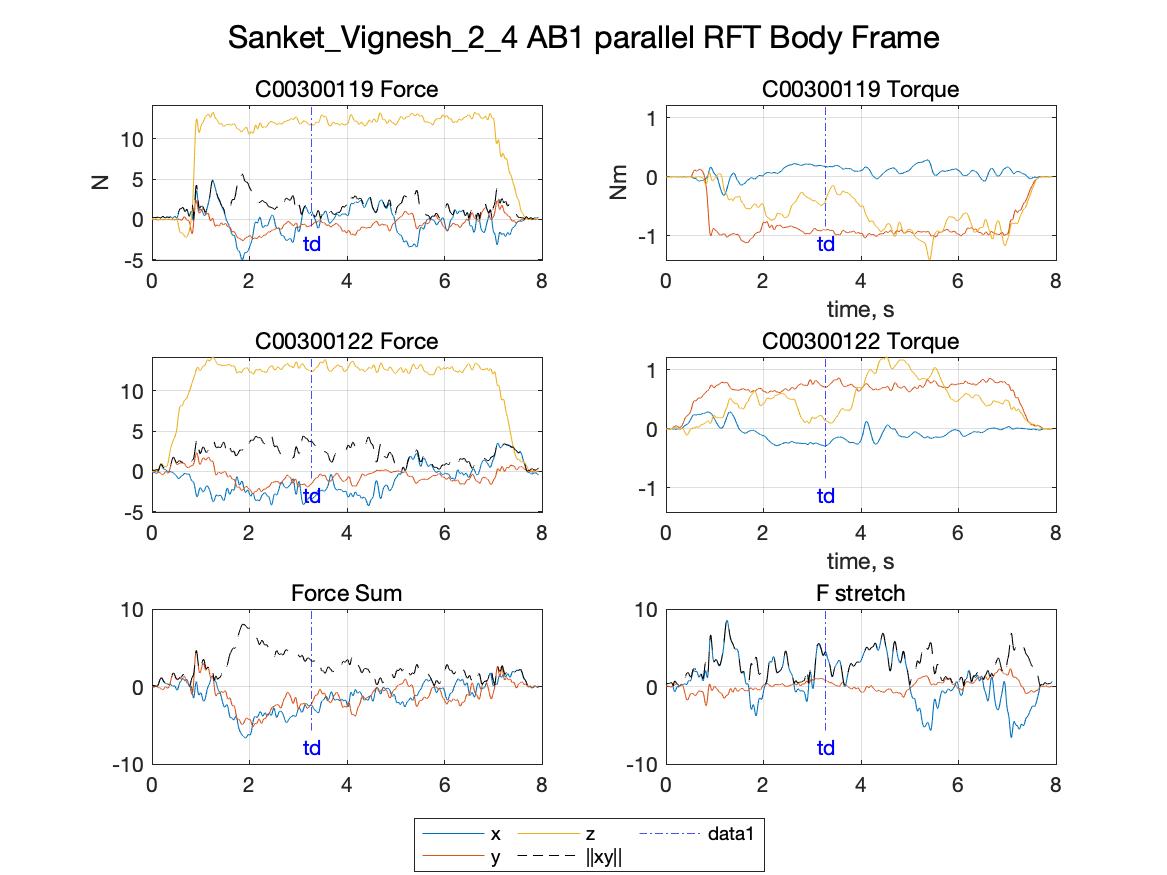 Sanket_Vignesh_2_4 AB1 parallel RFT Body Frame
C00300119 Force
N
10
5
0
-5
td
0 2 4 6 8
C00300119 Torque
Nm
1
0
-1
td
0 2 4 6 8
time, s
C00300122 Force
10
5
0
-5
td
0 2 4 6 8
C00300122 Torque
1
0
-1
td
0 2 4 6 8
time, s
Force Sum
10
0
-10
td
0 2 4 6 8
F stretch
10
0
-10
td
0 2 4 6 8
x z data1
y ||xy||